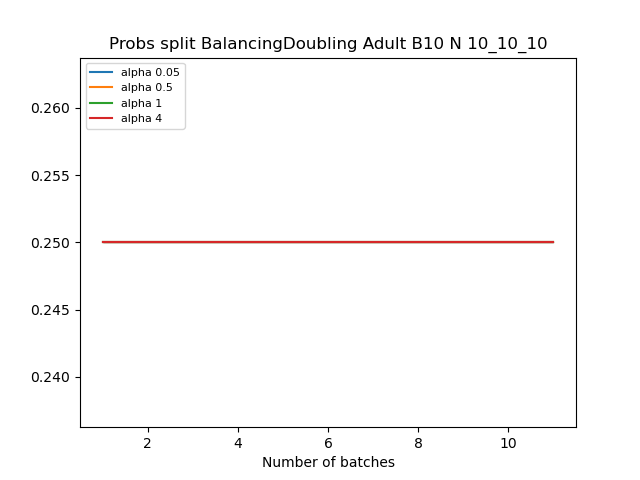 Probs split BalancingDoubling Adult B10 N 10_10_10
alpha 0.05
alpha 0.5
alpha 1
alpha 4
0.260
0.255
0.250
0.245
0.240
2 4 6 8 10
Number of batches